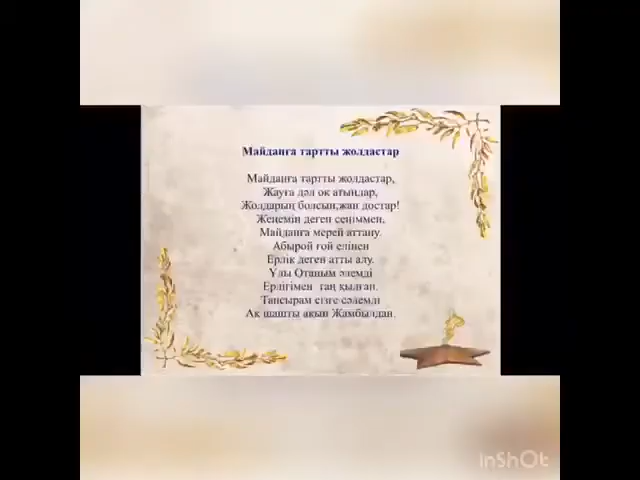 Майданға тартты жолдастар
Майданға тартты жолдастар,
Жауға дәл оқ атыңдар,
Жолдарың болсын,жан достар!
Жеңемін деген сеніммен,
Майданға мерей аттану.
Абырой ғой елінен
Ерлік деген атты алу.
Ұлы Отаным әлемді
Ерлігімен таң қылған.
Тапсырам сізге сәлемді
Ақ шашты ақын Жамбылдан.
InShOt